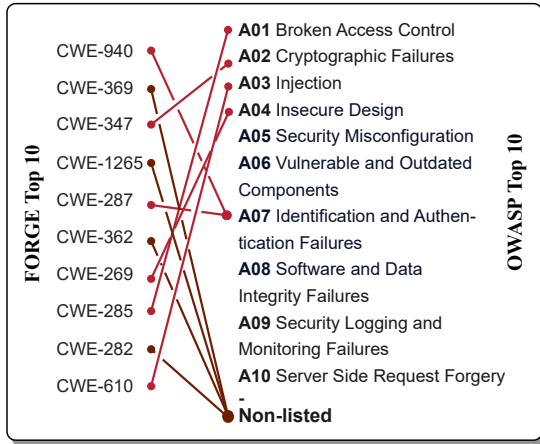 FORGE Top 10
CWE-940
CWE-369
CWE-347
CWE-1265
CWE-287
CWE-362
CWE-269
CWE-285
CWE-282
CWE-610
A01 Broken Access Control
A02 Cryptographic Failures
A03 Injection
A04 Insecure Design
A05 Security Misconfiguration
A06 Vulnerable and Outdated
Components
A07 Identification and Authen-
tication Failures
A08 Software and Data
Integrity Failures
A09 Security Logging and
Monitoring Failures
A10 Server Side Request Forgery
-
Non-listed
OWASP Top 10